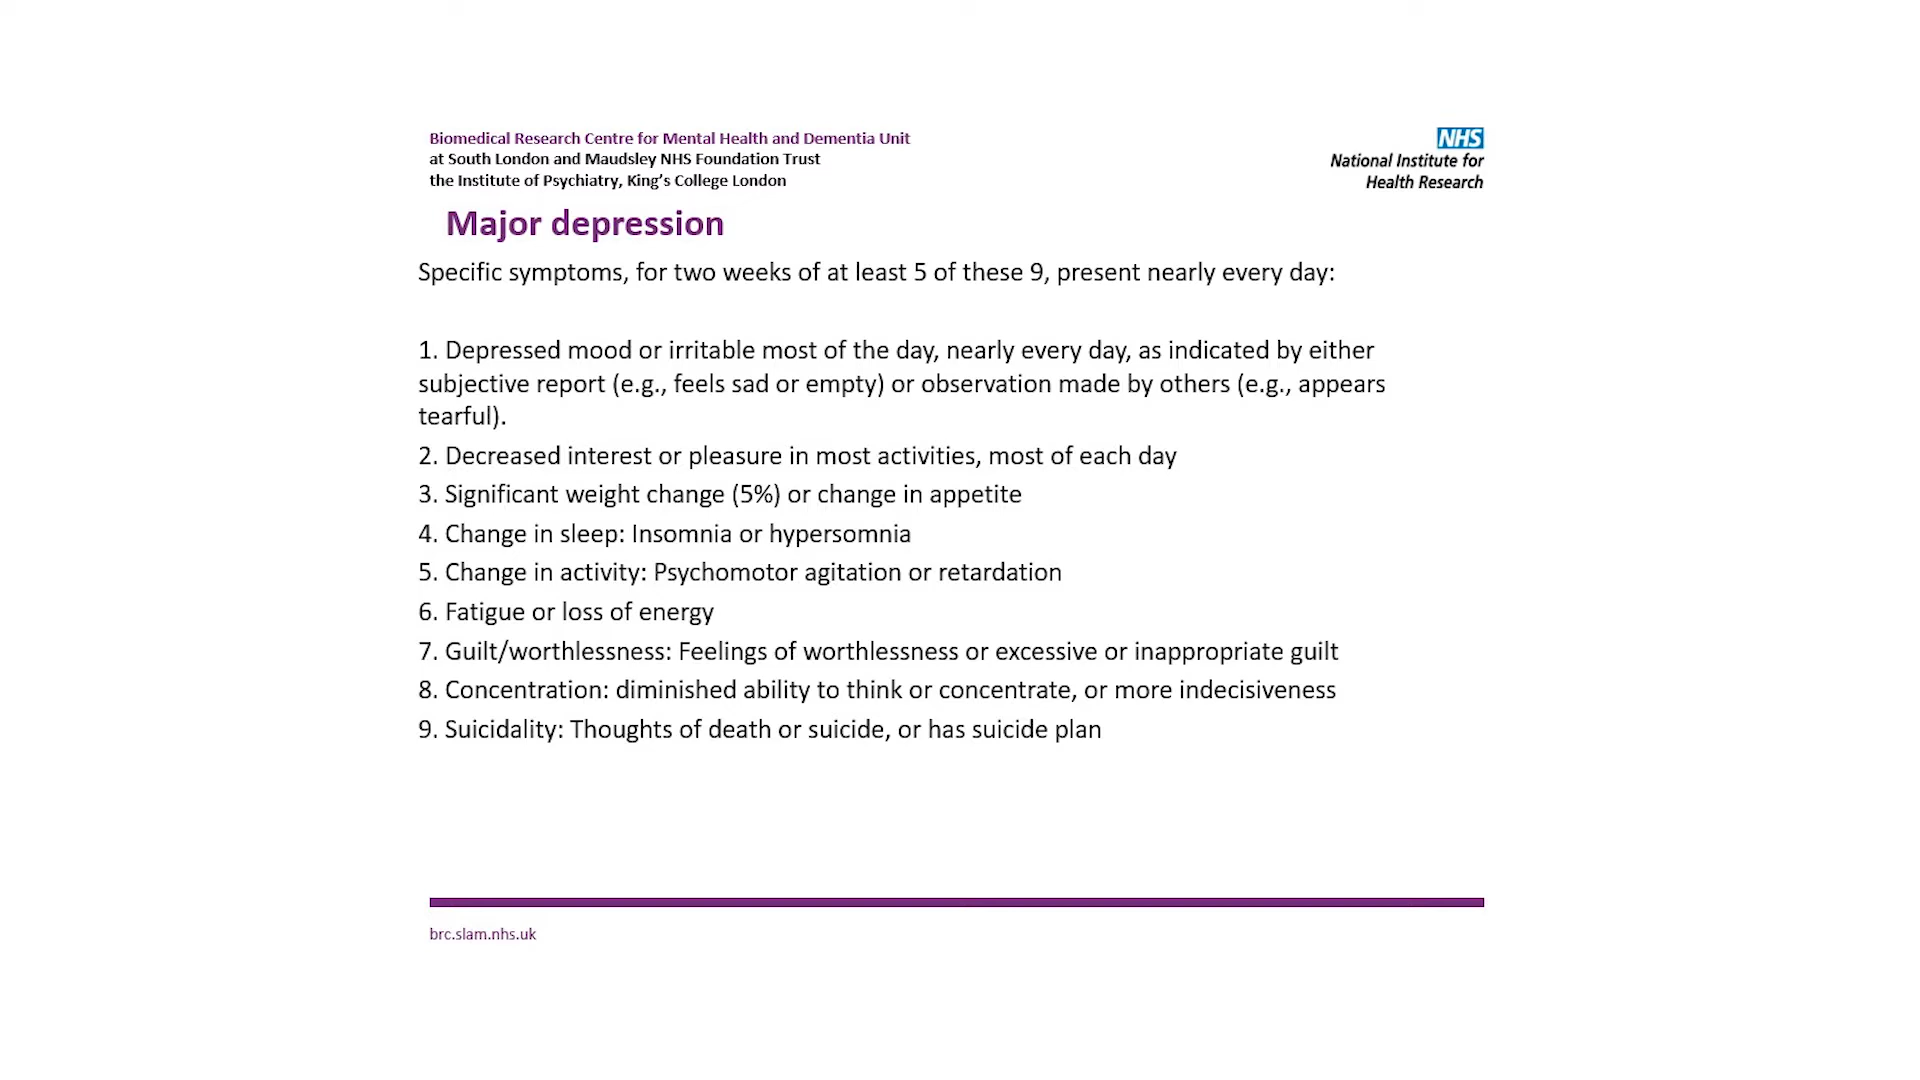 Biomedical Research Centre for Mental Health and Dementia Unit
at South London and Maudsley NHS Foundation Trust
the Institute of Psychiatry, King's College London
NHS
National Institute for
Health Research
Major depression
Specific symptoms, for two weeks of at least 5 of these 9, present nearly every day:
1. Depressed mood or irritable most of the day, nearly every day, as indicated by either
subjective report (e.g., feels sad or empty) or observation made by others (e.g., appears
tearful).
2. Decreased interest or pleasure in most activities, most of each day
3. Significant weight change (5%) or change in appetite
4. Change in sleep: Insomnia or hypersomnia
5. Change in activity: Psychomotor agitation or retardation
6. Fatigue or loss of energy
7. Guilt/worthlessness: Feelings of worthlessness or excessive or inappropriate guilt
8. Concentration: diminished ability to think or concentrate, or more indecisiveness
9. Suicidality: Thoughts of death or suicide, or has suicide plan
brc.slam.nhs.uk